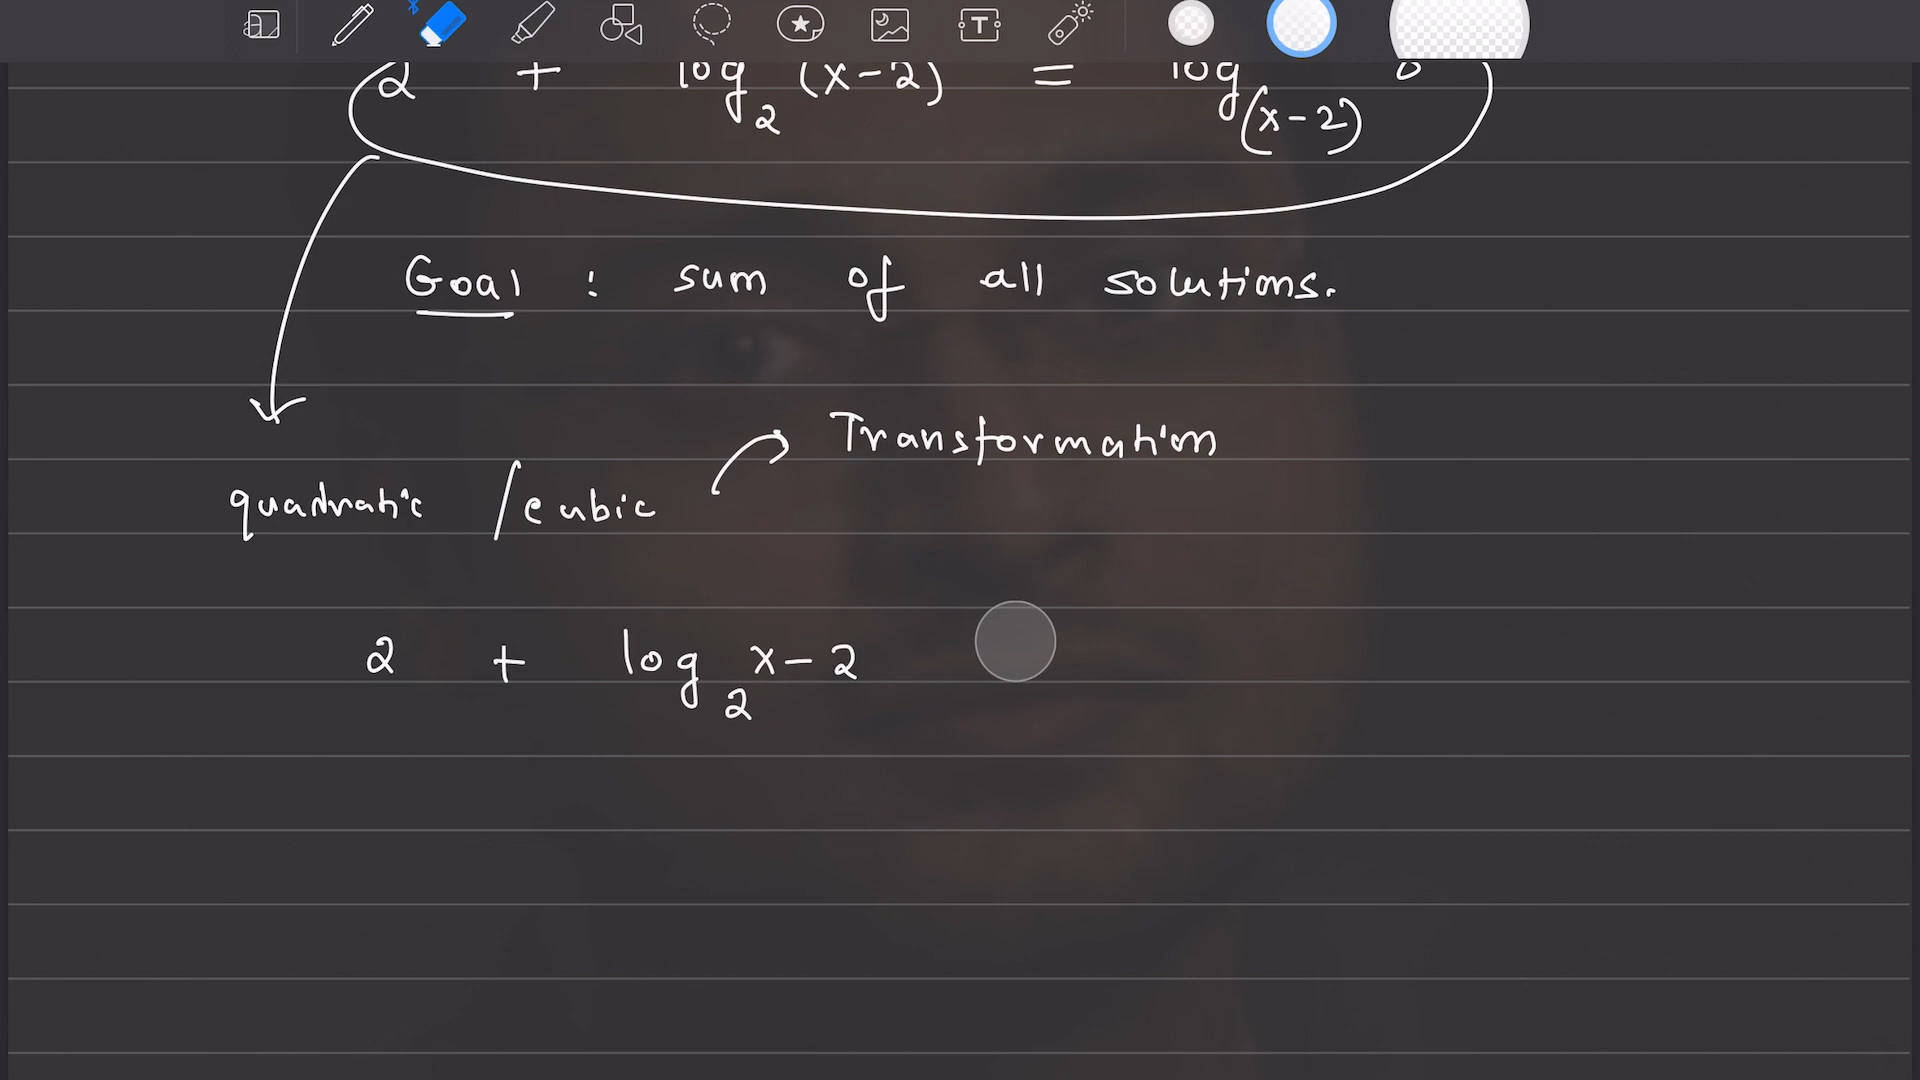 2 + log₂ (x-2) = log₍ₓ₋₂₎ 8
Goal : sum of all solutions.
Transformation
quadratic / cubic
2 + log₂ x-2